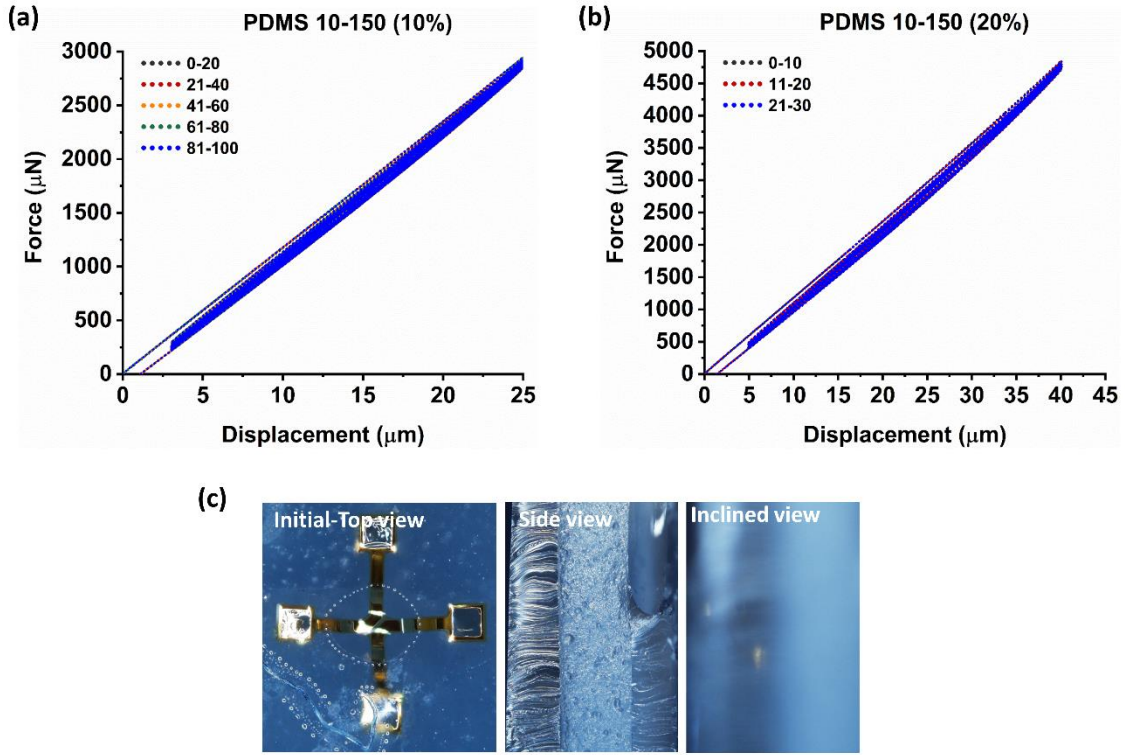 (a)
PDMS 10-150 (10%)
3000
2500
2000
1500
1000
500
0
Force (μN)
0-20
21-40
41-60
61-80
81-100
0 5 10 15 20 25
Displacement (μm)
(b)
PDMS 10-150 (20%)
5000
4500
4000
3500
3000
2500
2000
1500
1000
500
0
Force (μN)
0-10
11-20
21-30
0 5 10 15 20 25 30 35 40 45
Displacement (μm)
(c)
Initial-Top view
Side view
Inclined view